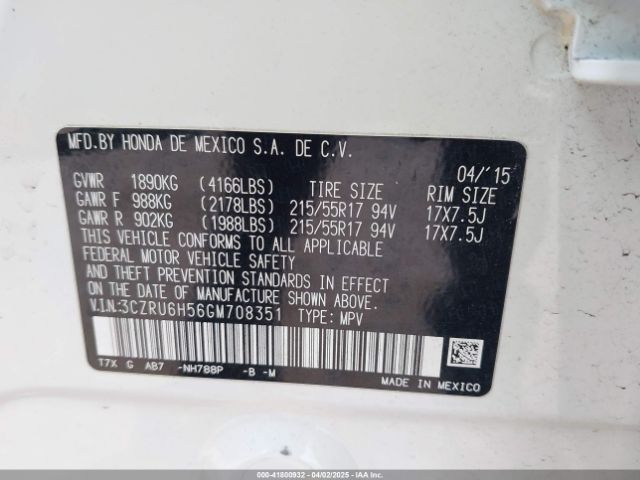 MFD.BY HONDA DE MEXICO S.A. DE C.V.
04/'15
GVWR 1890KG (4166LBS) TIRE SIZE RIM SIZE
GAWR F 988KG (2178LBS) 215/55R17 94V 17X7.5J
GAWR R 902KG (1988LBS) 215/55R17 94V 17X7.5J
THIS VEHICLE CONFORMS TO ALL APPLICABLE
FEDERAL MOTOR VEHICLE SAFETY
AND THEFT PREVENTION STANDARDS IN EFFECT
ON THE DATE OF MANUFACTURE SHOWN ABOVE.
V.I.N.:3CZRU6H56GM708351 TYPE: MPV
T7X G AB7 -NH788P -B -M
MADE IN MEXICO
000-41800932 - 04/02/2025 - IAA Inc. Copyright